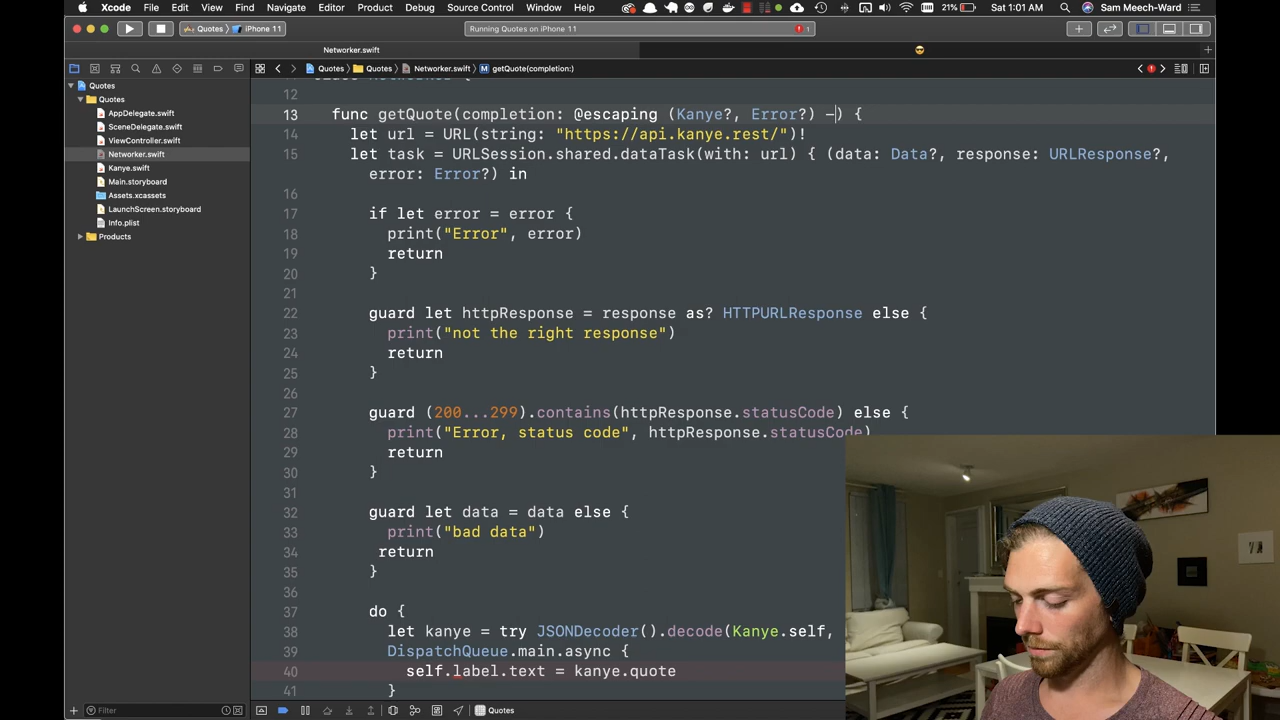 Xcode File Edit View Find Navigate Editor Product Debug Source Control Window Help 21% Sat 1:01 AM Sam Meech-Ward
Quotes iPhone 11 Running Quotes on iPhone 11 1
Networker.swift
Quotes Quotes Networker.swift M getQuote(completion:)
Quotes
Quotes
AppDelegate.swift
SceneDelegate.swift
ViewController.swift
Networker.swift
Kanye.swift
Main.storyboard
Assets.xcassets
LaunchScreen.storyboard
Info.plist
Products
12
13 func getQuote(completion: @escaping (Kanye?, Error?) -) {
14 let url = URL(string: "https://api.kanye.rest/")!
15 let task = URLSession.shared.dataTask(with: url) { (data: Data?, response: URLResponse?,
error: Error?) in
16
17 if let error = error {
18 print("Error", error)
19 return
20 }
21
22 guard let httpResponse = response as? HTTPURLResponse else {
23 print("not the right response")
24 return
25 }
26
27 guard (200...299).contains(httpResponse.statusCode) else {
28 print("Error, status code", httpResponse.statusCode)
29 return
30 }
31
32 guard let data = data else {
33 print("bad data")
34 return
35 }
36
37 do {
38 let kanye = try JSONDecoder().decode(Kanye.self,
39 DispatchQueue.main.async {
40 self.label.text = kanye.quote
41 }
Filter Quotes